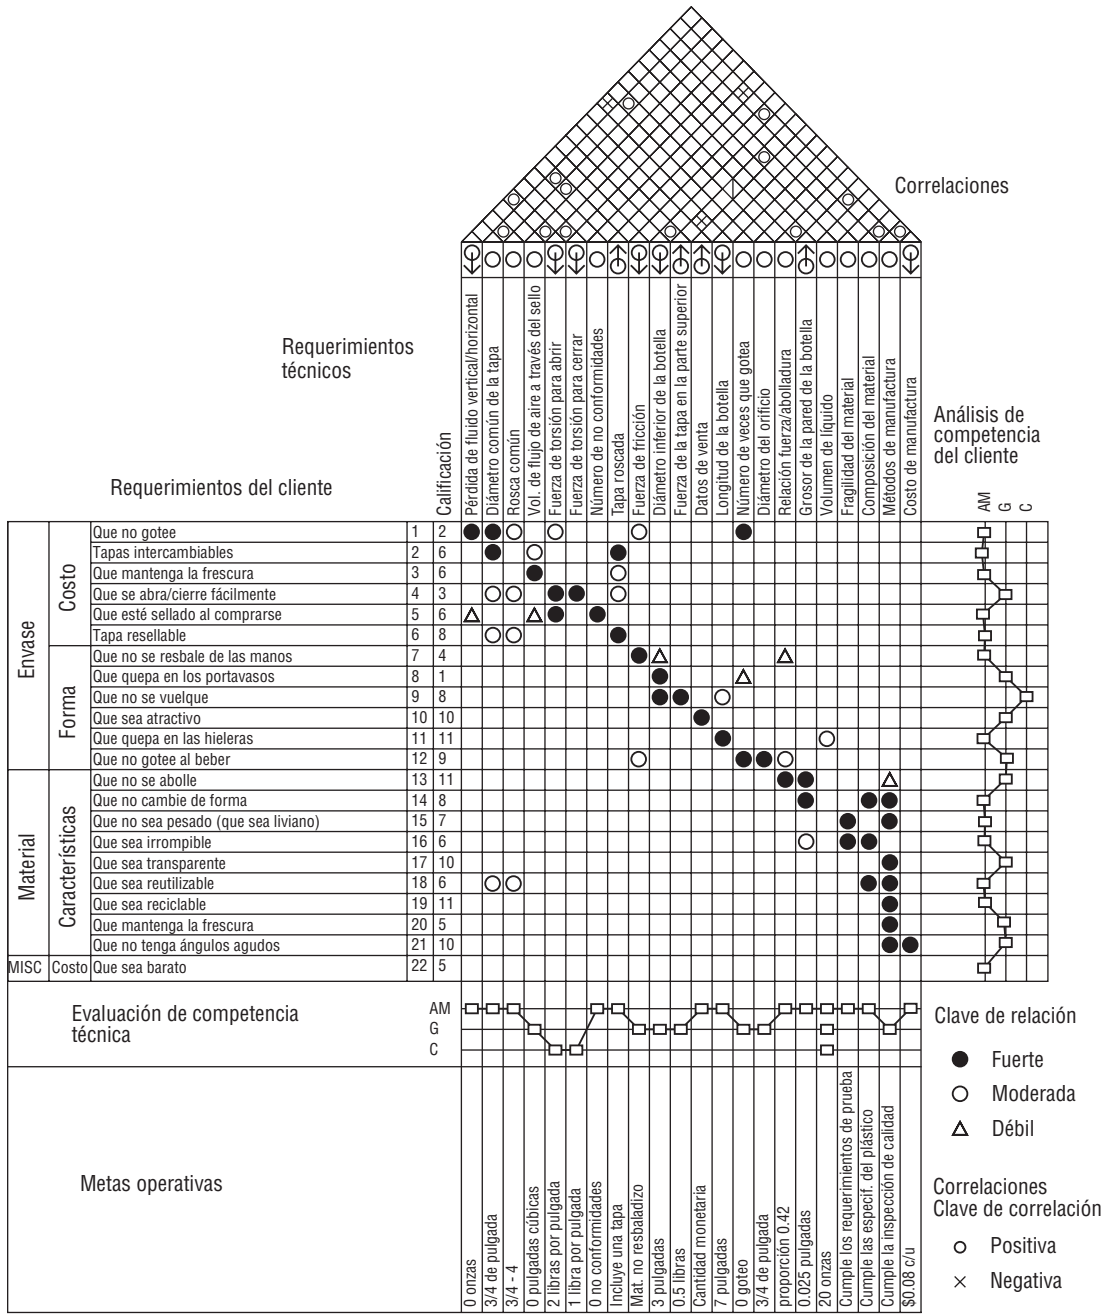 Correlaciones
Requerimientos
técnicos
Requerimientos del cliente
Calificación
Pérdida de fluido vertical/horizontal
Diámetro común de la tapa
Rosca común
Vol. de flujo de aire a través del sello
Fuerza de torsión para abrir
Fuerza de torsión para cerrar
Número de no conformidades
Tapa roscada
Fuerza de fricción
Diámetro inferior de la botella
Fuerza de la tapa en la parte superior
Datos de venta
Longitud de la botella
Número de veces que gotea
Diámetro del orificio
Relación fuerza/abolladura
Grosor de la pared de la botella
Volumen de líquido
Fragilidad del material
Composición del material
Métodos de manufactura
Costo de manufactura
Análisis de
competencia
del cliente
AM
G
C
Envase
Costo
Que no gotee 1 2
Tapas intercambiables 2 6
Que mantenga la frescura 3 6
Que se abra/cierre fácilmente 4 3
Que esté sellado al comprarse 5 6
Tapa resellable 6 8
Forma
Que no se resbale de las manos 7 4
Que quepa en los portavasos 8 1
Que no se vuelque 9 8
Que sea atractivo 10 10
Que quepa en las hieleras 11 11
Que no gotee al beber 12 9
Material
Características
Que no se abolle 13 11
Que no cambie de forma 14 8
Que no sea pesado (que sea liviano) 15 7
Que sea irrompible 16 6
Que sea transparente 17 10
Que sea reutilizable 18 6
Que sea reciclable 19 11
Que mantenga la frescura 20 5
Que no tenga ángulos agudos 21 10
MISC Costo Que sea barato 22 5
Evaluación de competencia
técnica
AM
G
C
Metas operativas
0 onzas
3/4 de pulgada
3/4 - 4
0 pulgadas cúbicas
2 libras por pulgada
1 libra por pulgada
0 no conformidades
Incluye una tapa
Mat. no resbaladizo
3 pulgadas
0.5 libras
Cantidad monetaria
7 pulgadas
0 goteo
3/4 de pulgada
proporción 0.42
0.025 pulgadas
20 onzas
Cumple los requerimientos de prueba
Cumple las especif. del plástico
Cumple la inspección de calidad
$0.08 c/u
Clave de relación
Fuerte
Moderada
Débil
Correlaciones
Clave de correlación
Positiva
Negativa